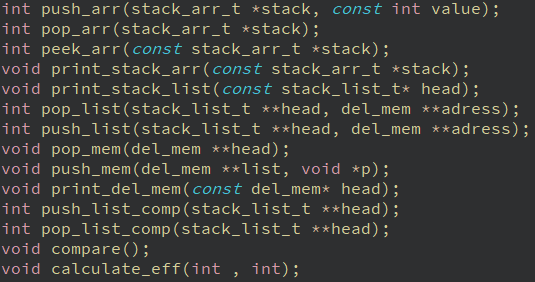 int push_arr(stack_arr_t *stack, const int value);
int pop_arr(stack_arr_t *stack);
int peek_arr(const stack_arr_t *stack);
void print_stack_arr(const stack_arr_t *stack);
void print_stack_list(const stack_list_t* head);
int pop_list(stack_list_t **head, del_mem **adress);
int push_list(stack_list_t **head, del_mem **adress);
void pop_mem(del_mem **head);
void push_mem(del_mem **list, void *p);
void print_del_mem(const del_mem* head);
int push_list_comp(stack_list_t **head);
int pop_list_comp(stack_list_t **head);
void compare();
void calculate_eff(int , int);